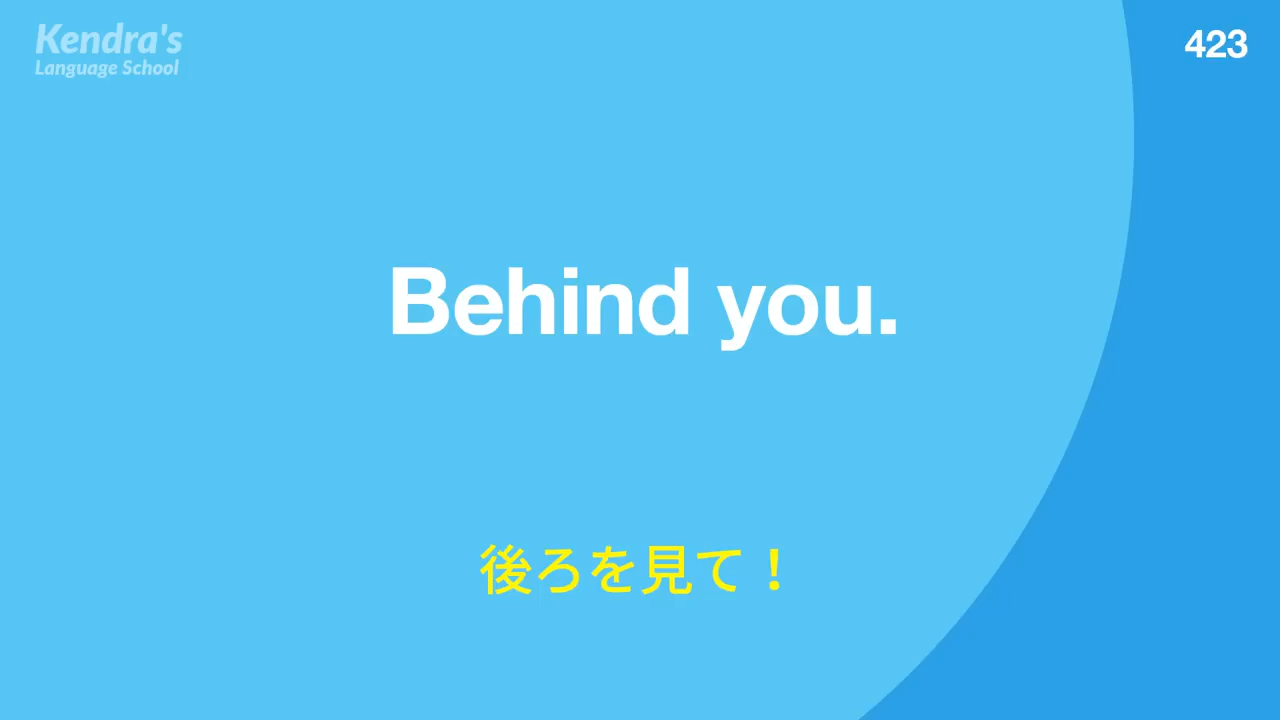 Kendra's
Language School
423
Behind you.
後ろを見て！